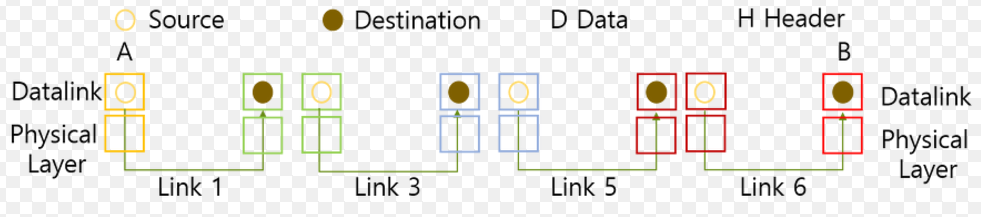 Source Destination D Data H Header
A B
Datalink Datalink
Physical Layer Physical Layer
Link 1 Link 3 Link 5 Link 6